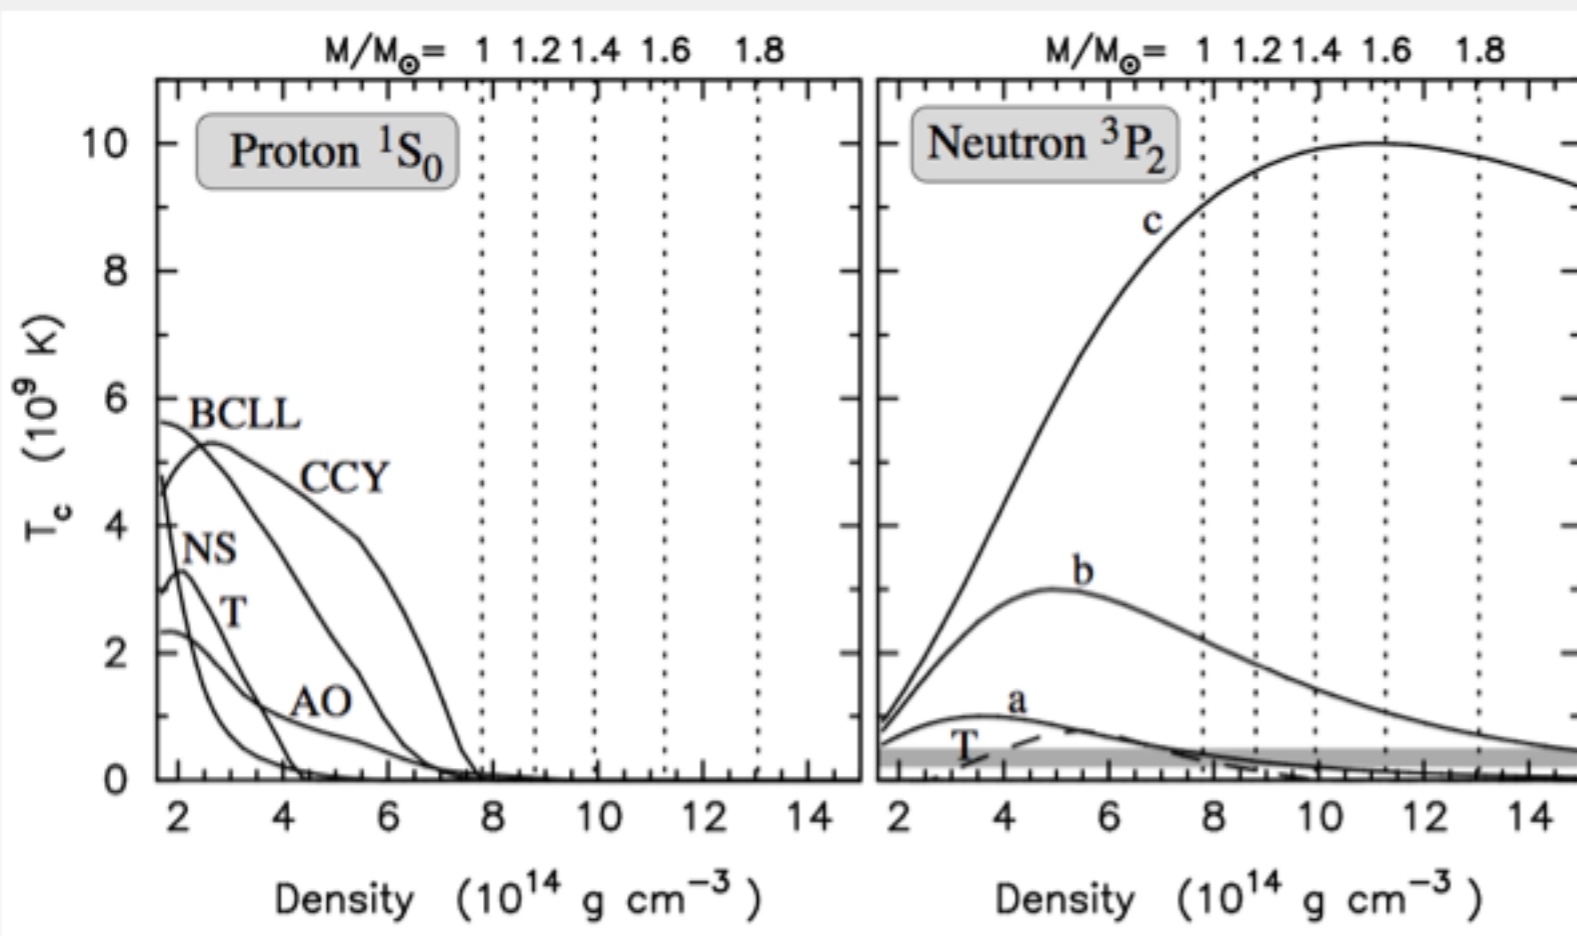 M/M⊙= 1 1.2 1.4 1.6 1.8
Proton ¹S₀
T_c (10⁹ K)
10
8
6
4
2
0
BCLL
CCY
NS
T
AO
2 4 6 8 10 12 14
Density (10¹⁴ g cm⁻³)
M/M⊙= 1 1.2 1.4 1.6 1.8
Neutron ³P₂
c
b
a
T
2 4 6 8 10 12 14
Density (10¹⁴ g cm⁻³)